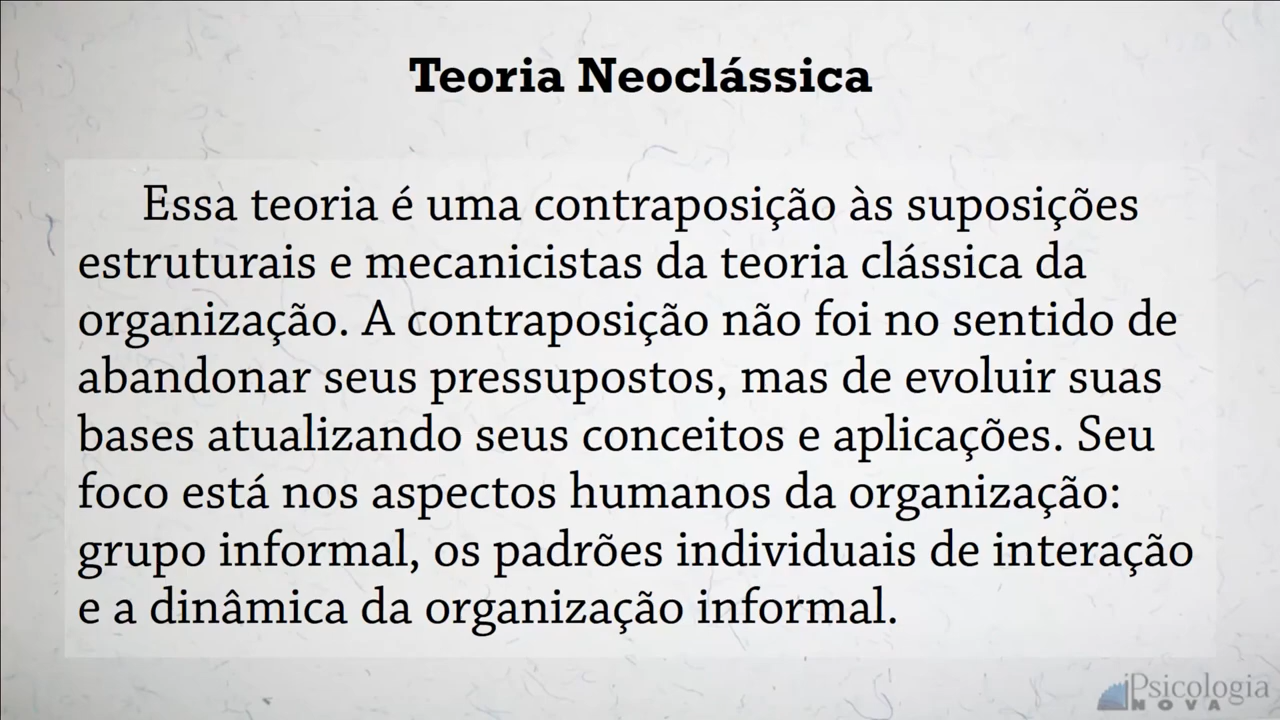 Teoria Neoclássica
Essa teoria é uma contraposição às suposições
estruturais e mecanicistas da teoria clássica da
organização. A contraposição não foi no sentido de
abandonar seus pressupostos, mas de evoluir suas
bases atualizando seus conceitos e aplicações. Seu
foco está nos aspectos humanos da organização:
grupo informal, os padrões individuais de interação
e a dinâmica da organização informal.
Psicologia
NOVA